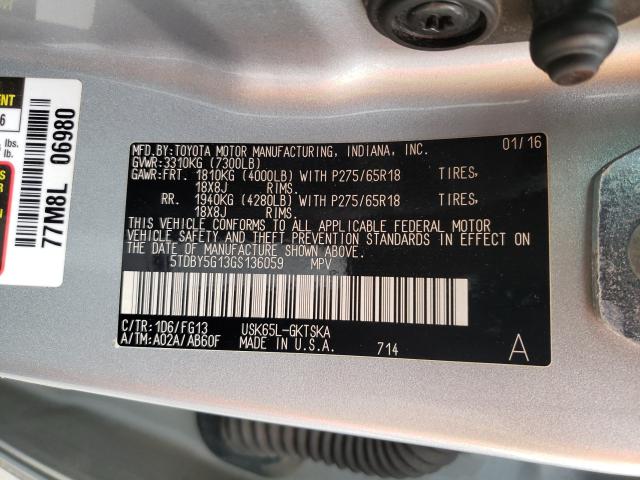 MFD.BY:TOYOTA MOTOR MANUFACTURING, INDIANA, INC. 01/16
GVWR:3310KG (7300LB)
GAWR:FRT. 1810KG (4000LB) WITH P275/65R18 TIRES,
18X8J RIMS.
RR. 1940KG (4280LB) WITH P275/65R18 TIRES,
18X8J RIMS.
THIS VEHICLE CONFORMS TO ALL APPLICABLE FEDERAL MOTOR
VEHICLE SAFETY AND THEFT PREVENTION STANDARDS IN EFFECT ON
THE DATE OF MANUFACTURE SHOWN ABOVE.
5TDBY5G13GS136059 MPV
C/TR:1D6/FG13 USK65L-GKTSKA
A/TM:A02A/AB60F MADE IN U.S.A. 714 A
77M8L 06980
lbs.
6